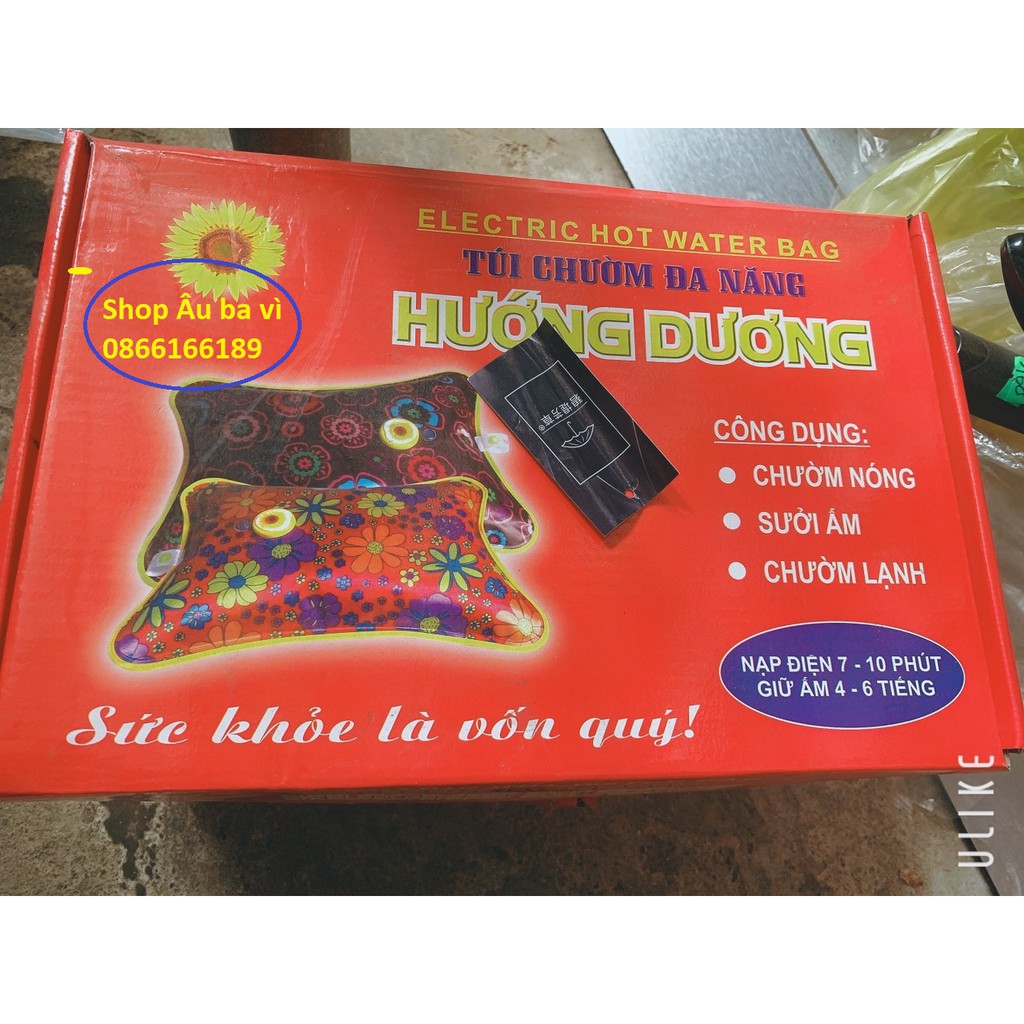 ELECTRIC HOT WATER BAG
TÚI CHƯỜM ĐA NĂNG
HƯỚNG DƯƠNG
Shop Âu ba vì
0866166189
CÔNG DỤNG:
CHƯỜM NÓNG
SƯỞI ẤM
CHƯỜM LẠNH
NẠP ĐIỆN 7 - 10 PHÚT
GIỮ ẤM 4 - 6 TIẾNG
Sức khỏe là vốn quý!
ULIKE